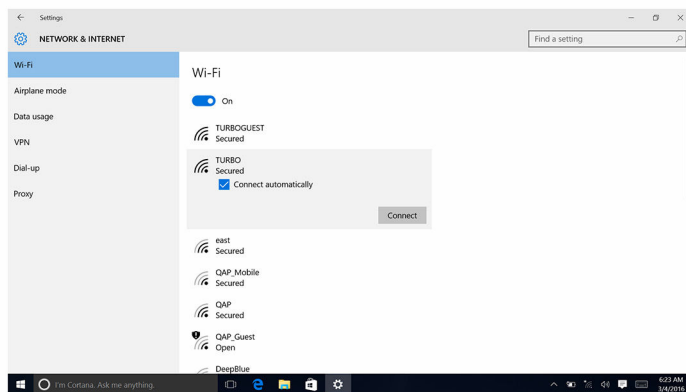 Settings
NETWORK & INTERNET
Find a setting
Wi-Fi
Airplane mode
Data usage
VPN
Dial-up
Proxy
Wi-Fi
On
TURBOGUEST
Secured
TURBO
Secured
Connect automatically
Connect
east
Secured
QAP_Mobile
Secured
QAP
Secured
QAP_Guest
Open
DeepBlue
I'm Cortana. Ask me anything.
6:23 AM
3/4/2016